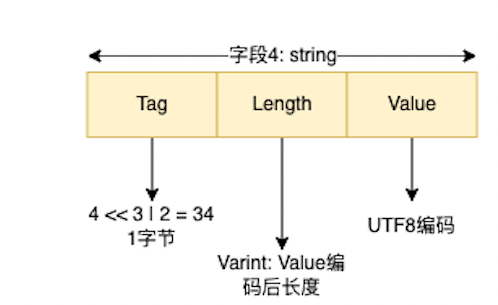 字段4: string
Tag
Length
Value
4 << 3 | 2 = 34
1字节
Varint: Value编
码后长度
UTF8编码